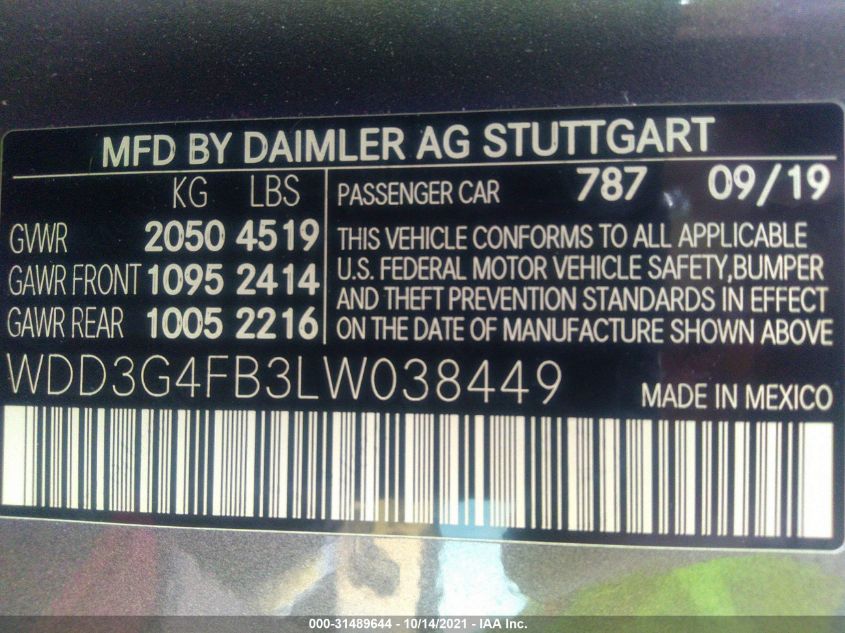 MFD BY DAIMLER AG STUTTGART
KG LBS
GVWR 2050 4519
GAWR FRONT 1095 2414
GAWR REAR 1005 2216
PASSENGER CAR 787 09/19
THIS VEHICLE CONFORMS TO ALL APPLICABLE
U.S. FEDERAL MOTOR VEHICLE SAFETY,BUMPER
AND THEFT PREVENTION STANDARDS IN EFFECT
ON THE DATE OF MANUFACTURE SHOWN ABOVE
WDD3G4FB3LW038449
MADE IN MEXICO
000-31489644 - 10/14/2021 - IAA Inc.